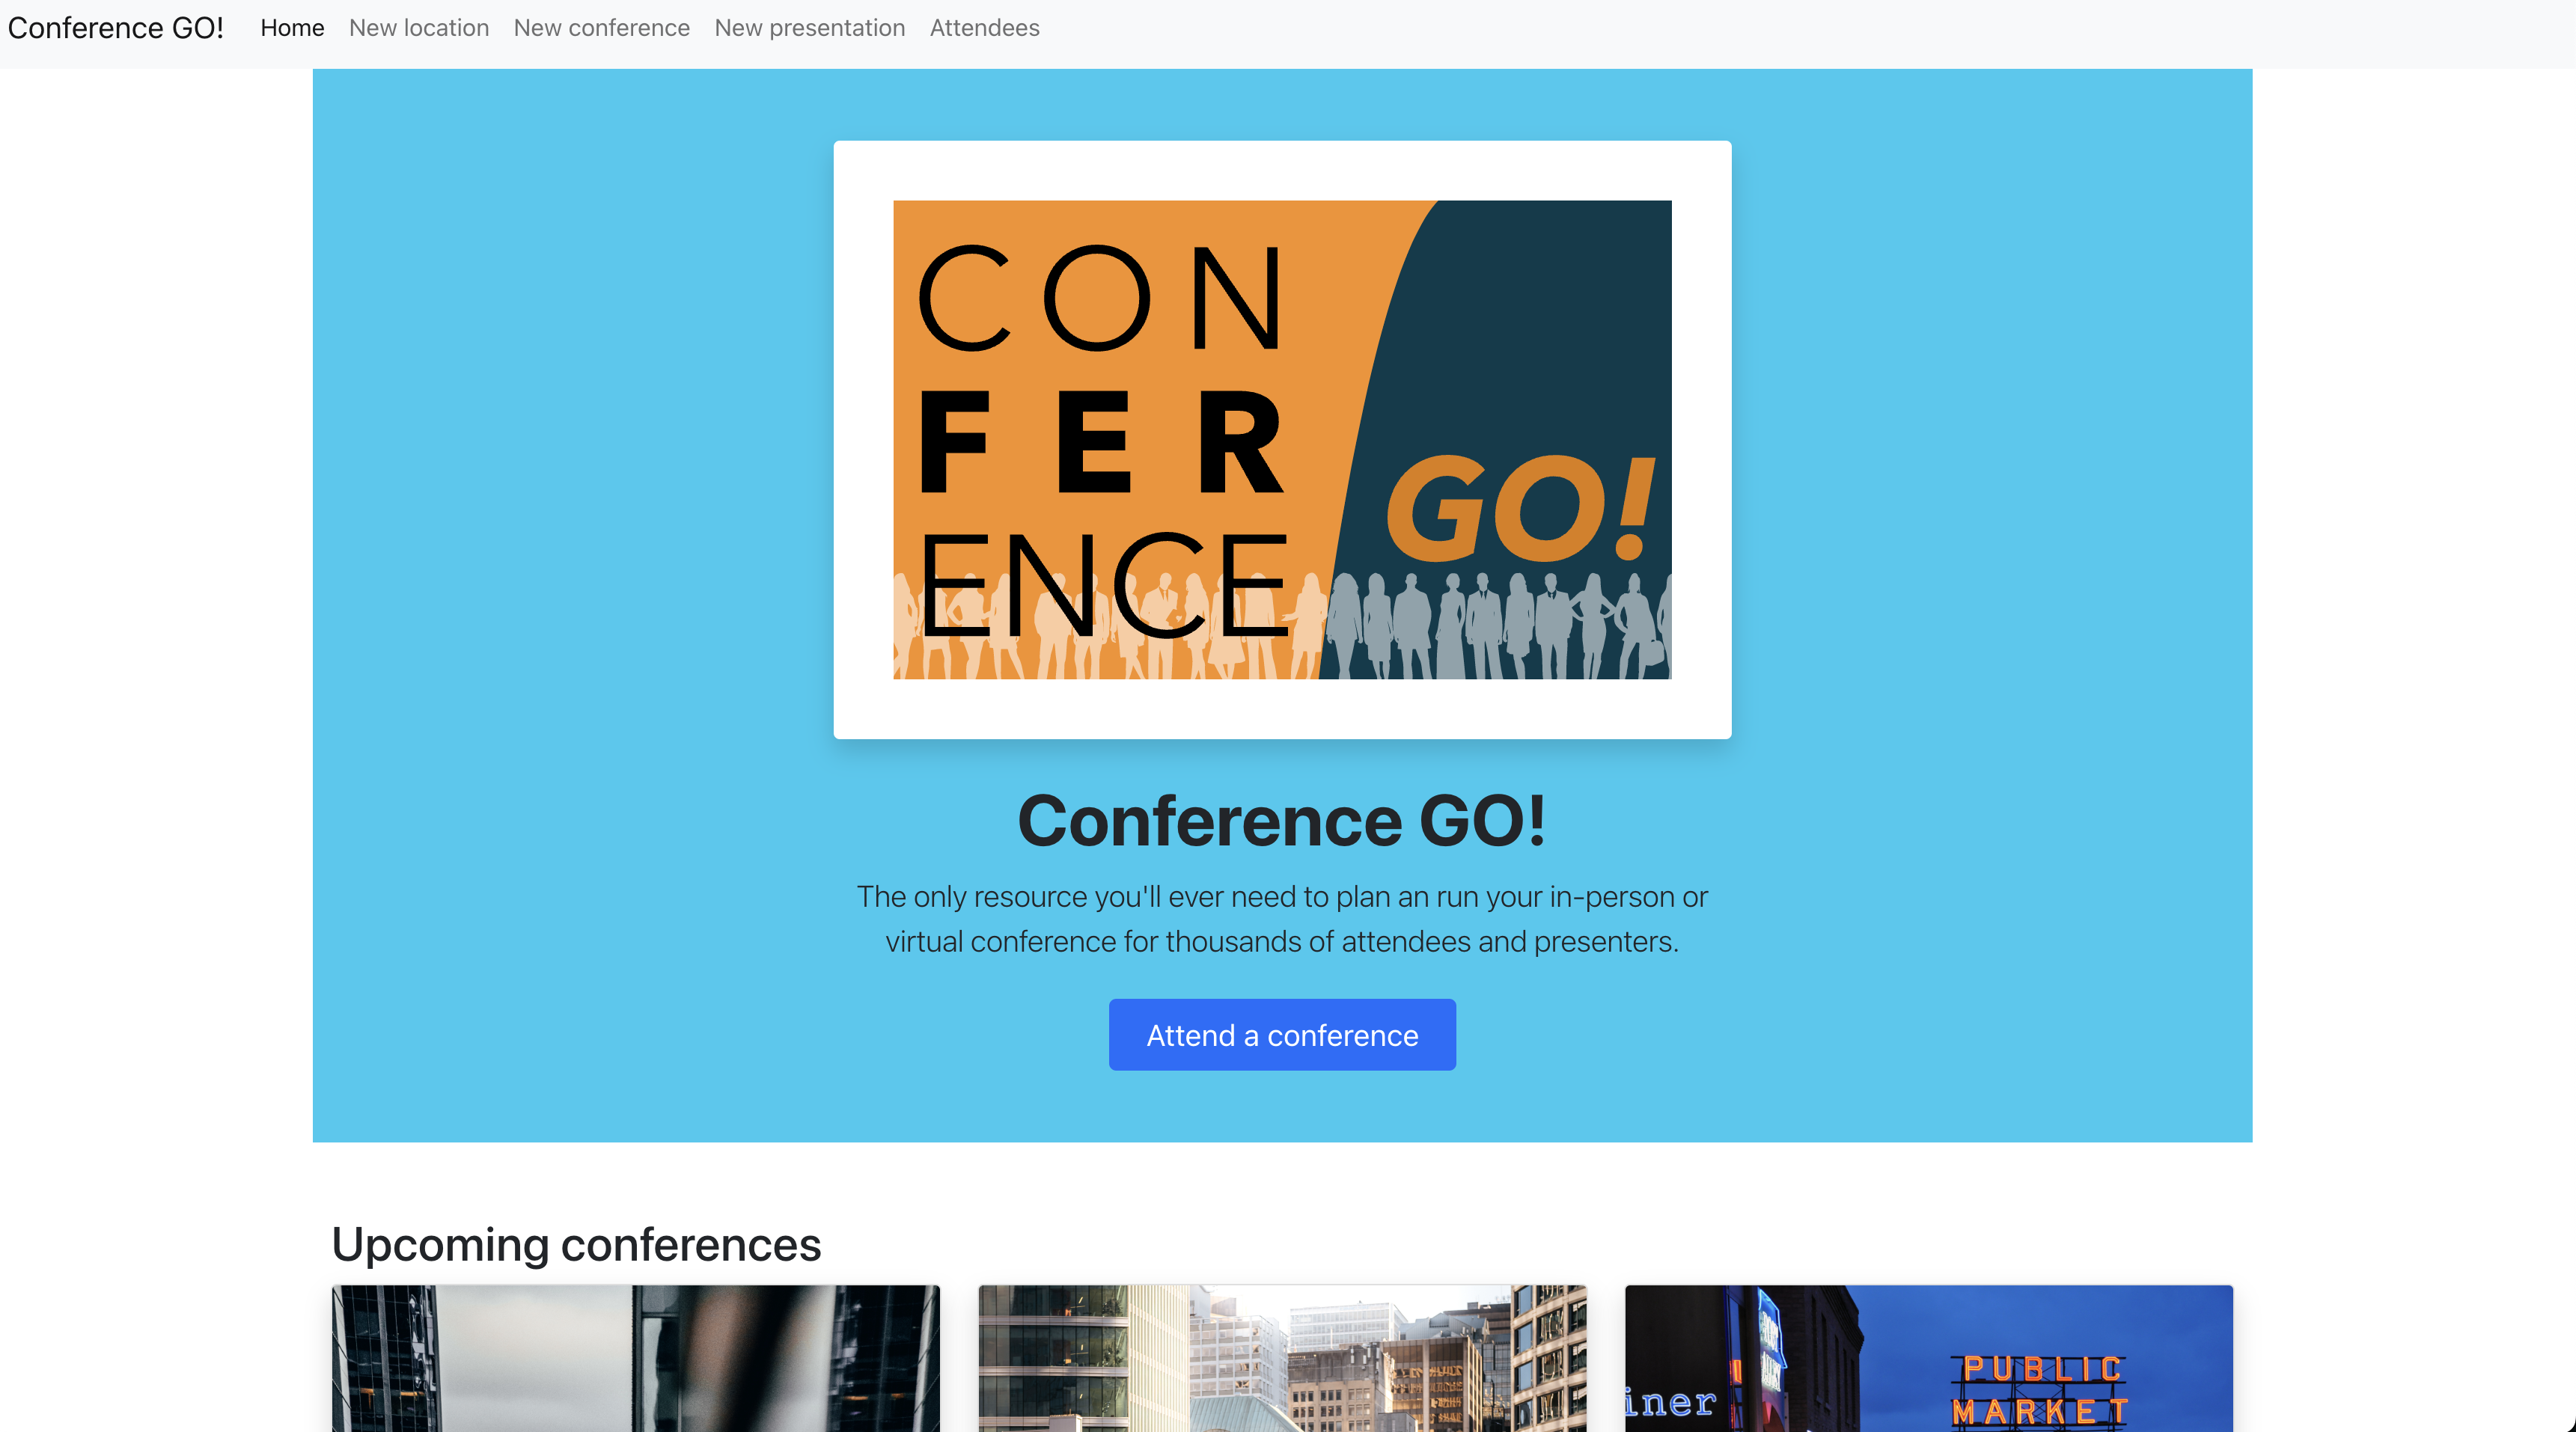 Conference GO! Home New location New conference New presentation Attendees
CON
FER
ENCE
GO!
Conference GO!
The only resource you'll ever need to plan an run your in-person or
virtual conference for thousands of attendees and presenters.
Attend a conference
Upcoming conferences
iner
PUBLIC
MARKET